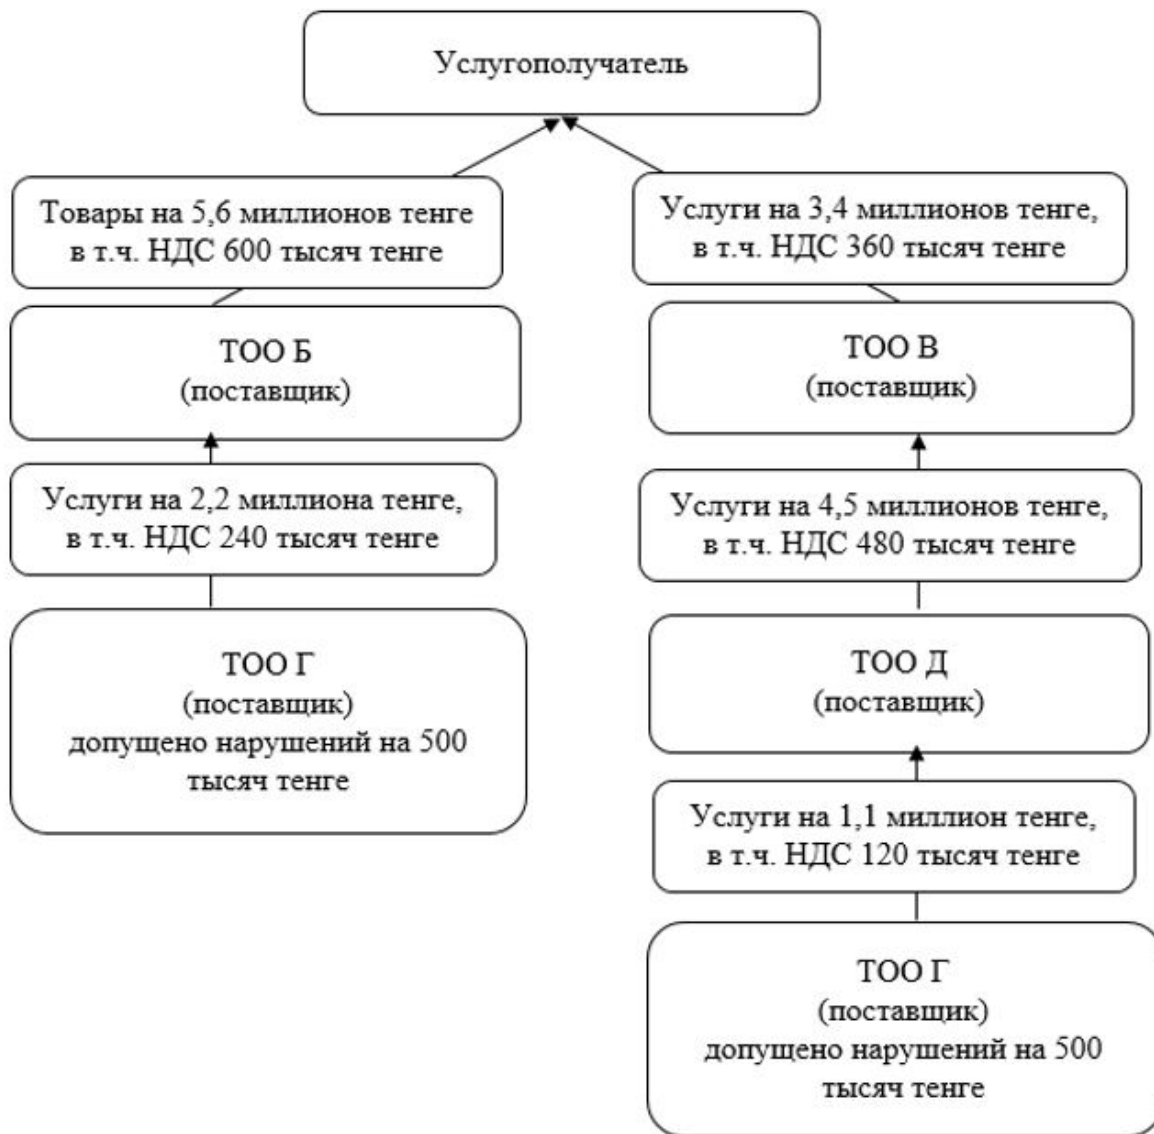 Услугополучатель
Товары на 5,6 миллионов тенге
в т.ч. НДС 600 тысяч тенге
Услуги на 3,4 миллионов тенге,
в т.ч. НДС 360 тысяч тенге
ТОО Б
(поставщик)
ТОО В
(поставщик)
Услуги на 2,2 миллиона тенге,
в т.ч. НДС 240 тысяч тенге
Услуги на 4,5 миллионов тенге,
в т.ч. НДС 480 тысяч тенге
ТОО Г
(поставщик)
допущено нарушений на 500
тысяч тенге
ТОО Д
(поставщик)
Услуги на 1,1 миллион тенге,
в т.ч. НДС 120 тысяч тенге
ТОО Г
(поставщик)
допущено нарушений на 500
тысяч тенге